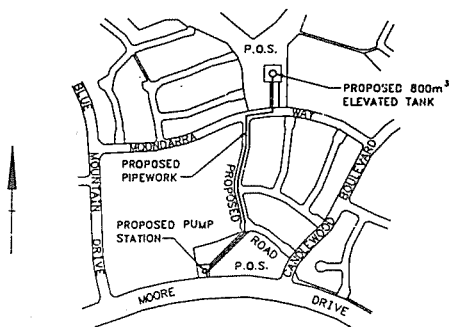 P.O.S.
PROPOSED 800m³
ELEVATED TANK
BLUE MOUNTAIN DRIVE
MOONDARRA WAY
PROPOSED
PIPEWORK
PROPOSED ROAD
CANDLEWOOD BOULEVARD
PROPOSED PUMP
STATION
P.O.S.
MOORE DRIVE